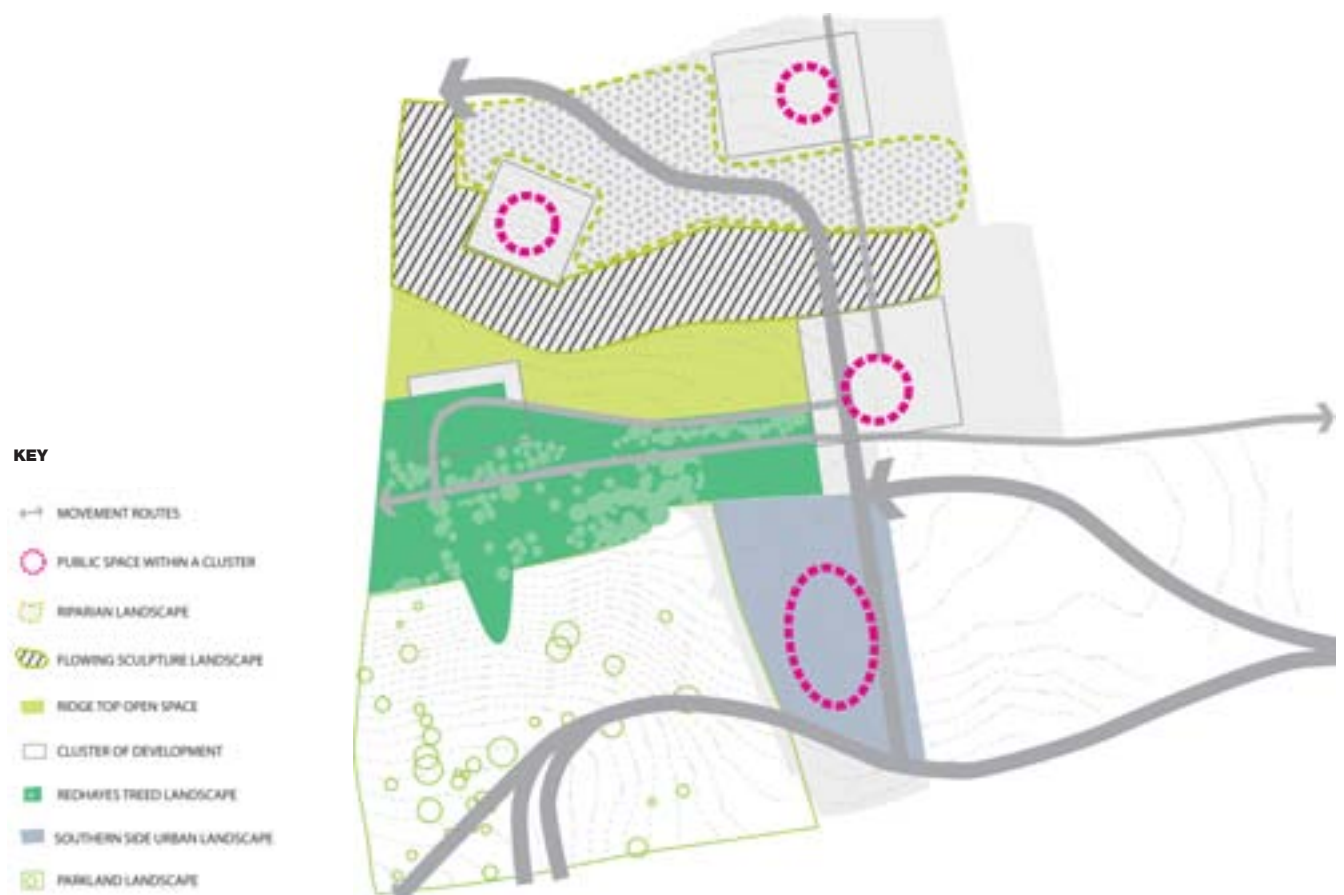 KEY
MOVEMENT ROUTES
PUBLIC SPACE WITHIN A CLUSTER
RIPARIAN LANDSCAPE
FLOWING SCULPTURE LANDSCAPE
RIDGE TOP OPEN SPACE
CLUSTER OF DEVELOPMENT
REDHAYES TREED LANDSCAPE
SOUTHERN SIDE URBAN LANDSCAPE
PARKLAND LANDSCAPE